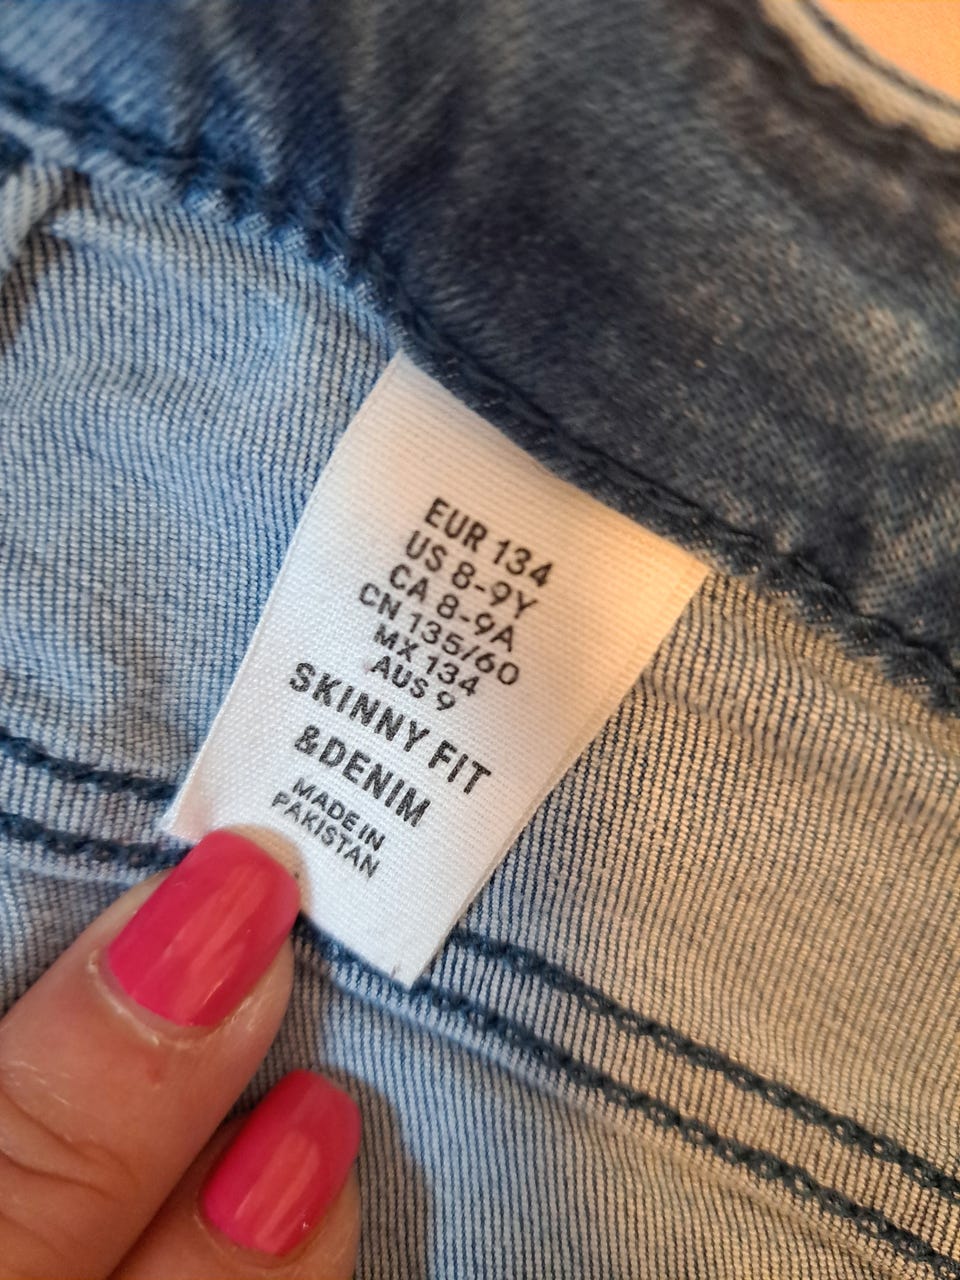 EUR 134
US 8-9Y
CA 8-9A
CN 135/60
MX 134
AUS 9
SKINNY FIT
&DENIM
MADE IN
PAKISTAN